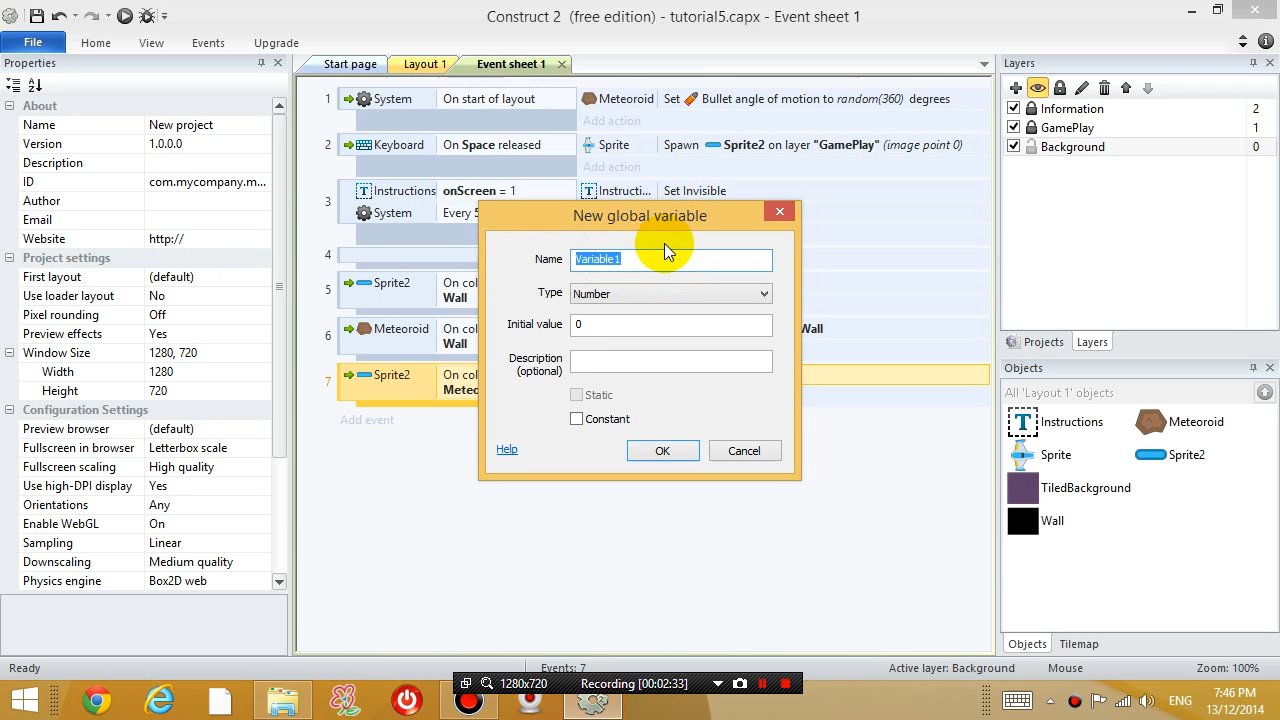 Construct 2  (free edition) - tutorial5.capx - Event sheet 1
File
Home
View
Events
Upgrade
Properties
Start page
Layout 1
Event sheet 1
Layers
About
Name
New project
Version
1.0.0.0
Description
ID
com.mycompany.m...
Author
Email
Website
http://
Project settings
First layout
(default)
Use loader layout
No
Pixel rounding
Off
Preview effects
Yes
Window Size
1280, 720
Width
1280
Height
720
Configuration Settings
Preview browser
(default)
Fullscreen in browser
Letterbox scale
Fullscreen scaling
High quality
Use high-DPI display
Yes
Orientations
Any
Enable WebGL
On
Sampling
Linear
Downscaling
Medium quality
Physics engine
Box2D web
1
System
On start of layout
Meteoroid
Set Bullet angle of motion to random(360) degrees
Add action
2
Keyboard
On Space released
Sprite
Spawn Sprite2 on layer "GamePlay" (image point 0)
Add action
3
Instructions
onScreen = 1
Instructi...
Set Invisible
System
Every 5
4
5
Sprite2
On col
Wall
6
Meteoroid
On col
Wall
Wall
7
Sprite2
On col
Meteo
Add event
New global variable
Name
Variable1
Type
Number
Initial value
0
Description
(optional)
Static
Constant
Help
OK
Cancel
Information
2
GamePlay
1
Background
0
Projects
Layers
Objects
All 'Layout 1' objects
T
Instructions
Meteoroid
Sprite
Sprite2
TiledBackground
Wall
Objects
Tilemap
Ready
Events: 7
Active layer: Background
Mouse
Zoom: 100%
1280x720
Recording [00:02:33]
ENG
7:46 PM
13/12/2014